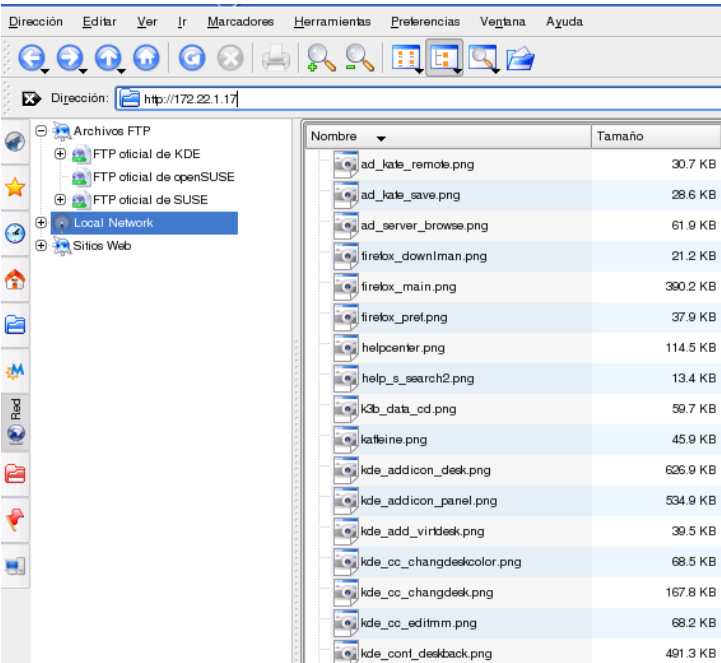 Dirección Editar Ver Ir Marcadores Herramientas Preferencias Ventana Ayuda
Dirección: http://172.22.1.17
Archivos FTP
FTP oficial de KDE
FTP oficial de openSUSE
FTP oficial de SUSE
Local Network
Sitios Web
Red
Nombre Tamaño
ad_kate_remote.png 30.7 KB
ad_kate_save.png 28.6 KB
ad_server_browse.png 61.9 KB
firefox_downlman.png 21.2 KB
firefox_main.png 390.2 KB
firefox_pref.png 37.9 KB
helpcenter.png 114.5 KB
help_s_search2.png 13.4 KB
k3b_data_cd.png 59.7 KB
kaffeine.png 45.9 KB
kde_addicon_desk.png 626.9 KB
kde_addicon_panel.png 534.9 KB
kde_add_virtdesk.png 39.5 KB
kde_cc_changdeskcolor.png 68.5 KB
kde_cc_changdesk.png 167.8 KB
kde_cc_editmm.png 68.2 KB
kde_conf_deskback.png 491.3 KB